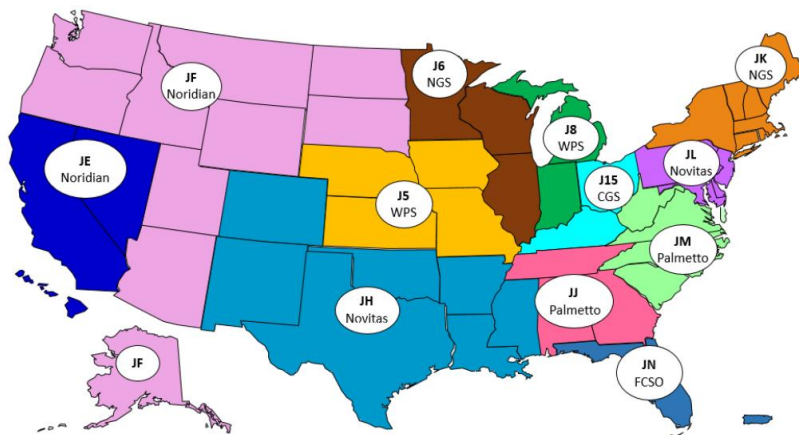 JF
Noridian
J6
NGS
JK
NGS
J8
WPS
JE
Noridian
JL
Novitas
J15
CGS
J5
WPS
JM
Palmetto
JH
Novitas
JJ
Palmetto
JF
JN
FCSO